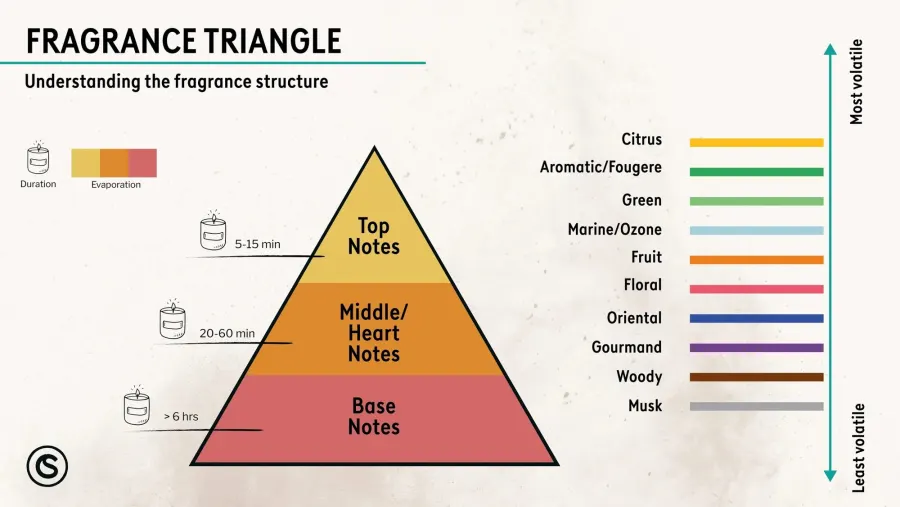 FRAGRANCE TRIANGLE
Understanding the fragrance structure
Duration
Evaporation
Top
Notes
5-15 min
Middle/
Heart
Notes
20-60 min
Base
Notes
> 6 hrs
Citrus
Aromatic/Fougere
Green
Marine/Ozone
Fruit
Floral
Oriental
Gourmand
Woody
Musk
Most volatile
Least volatile
CS